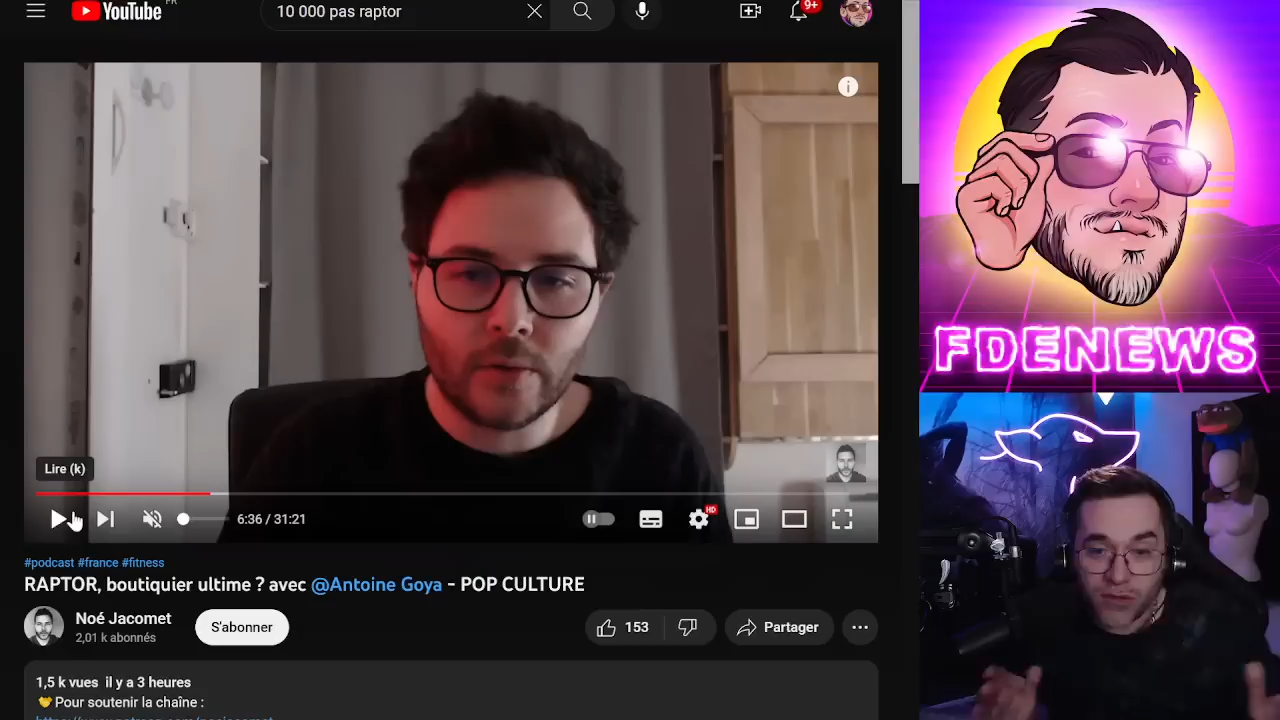 YouTube
FR
10 000 pas raptor
9+
Lire (k)
6:36 / 31:21
HD
#podcast #france #fitness
RAPTOR, boutiquier ultime ? avec @Antoine Goya - POP CULTURE
Noé Jacomet
2,01 k abonnés
S'abonner
153
Partager
1,5 k vues il y a 3 heures
Pour soutenir la chaîne :
FDENEWS